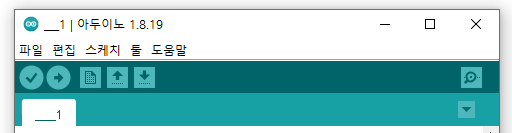 __1 | 아두이노 1.8.19
파일 편집 스케치 툴 도움말
___1